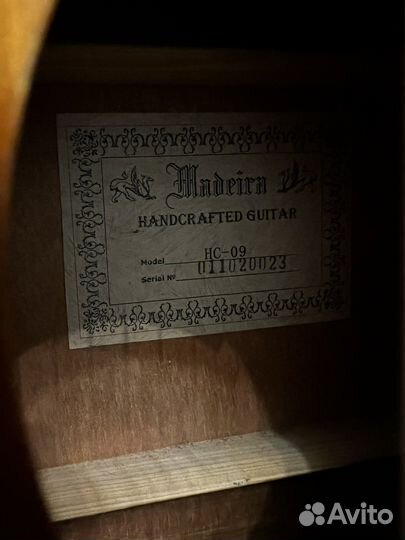 Madeira
HANDCRAFTED GUITAR
Model HC-09
Serial № 011020023
Avito